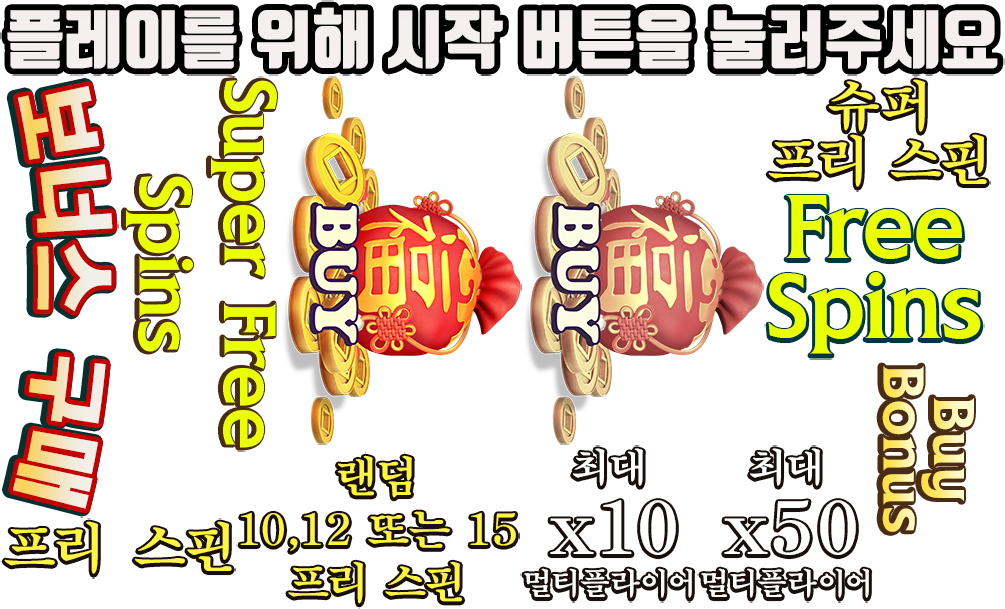 플레이를 위해 시작 버튼을 눌러주세요
보너스 구매
Super Free
Spins
BUY
福
BUY
福
슈퍼
프리 스핀
Free
Spins
Buy
Bonus
프리 스핀
랜덤
10,12 또는 15
프리 스핀
최대
x10
멀티플라이어
최대
x50
멀티플라이어